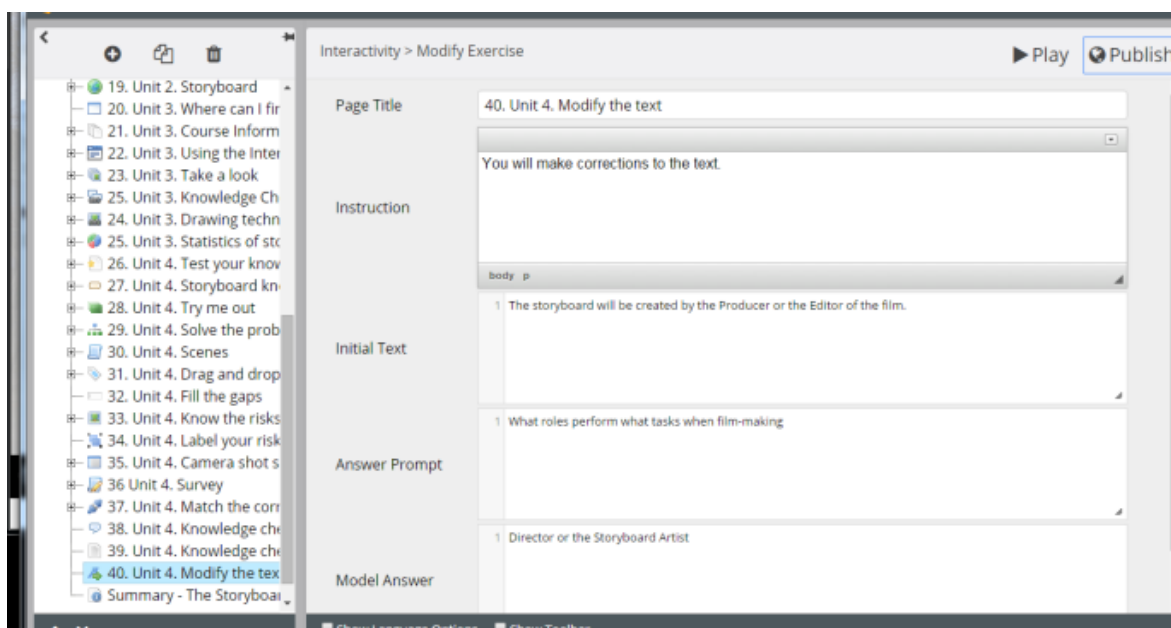 Interactivity > Modify Exercise
Play
Publish
19. Unit 2. Storyboard
20. Unit 3. Where can I fir
21. Unit 3. Course Inform
22. Unit 3. Using the Inter
23. Unit 3. Take a look
25. Unit 3. Knowledge Ch
24. Unit 3. Drawing techn
25. Unit 3. Statistics of stc
26. Unit 4. Test your know
27. Unit 4. Storyboard kn
28. Unit 4. Try me out
29. Unit 4. Solve the prob
30. Unit 4. Scenes
31. Unit 4. Drag and drop
32. Unit 4. Fill the gaps
33. Unit 4. Know the risks
34. Unit 4. Label your risk
35. Unit 4. Camera shot s
36 Unit 4. Survey
37. Unit 4. Match the corr
38. Unit 4. Knowledge che
39. Unit 4. Knowledge che
40. Unit 4. Modify the tex
Summary - The Storyboar
Page Title
40. Unit 4. Modify the text
Instruction
You will make corrections to the text.
body p
Initial Text
1 The storyboard will be created by the Producer or the Editor of the film.
Answer Prompt
1 What roles perform what tasks when film-making
Model Answer
1 Director or the Storyboard Artist
Show Language Options
Show Toolbar